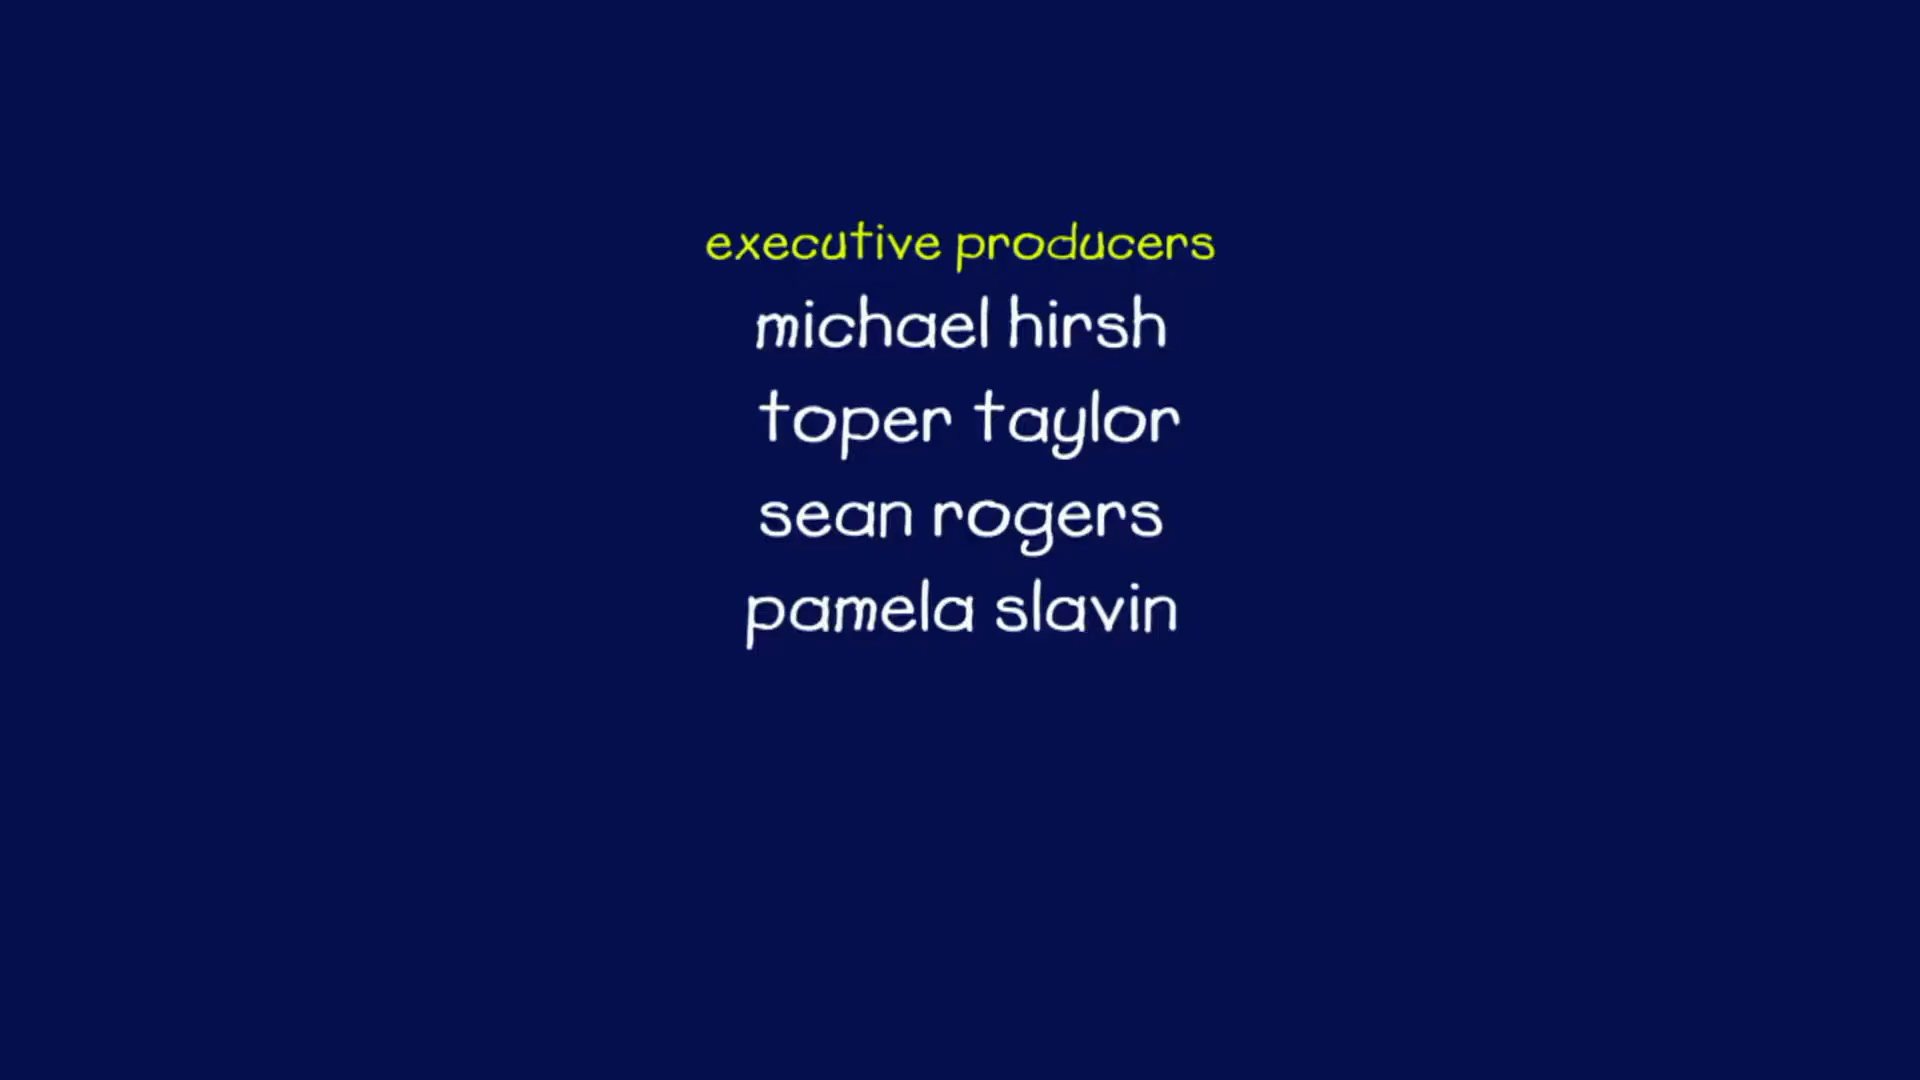 executive producers
michael hirsh
toper taylor
sean rogers
pamela slavin